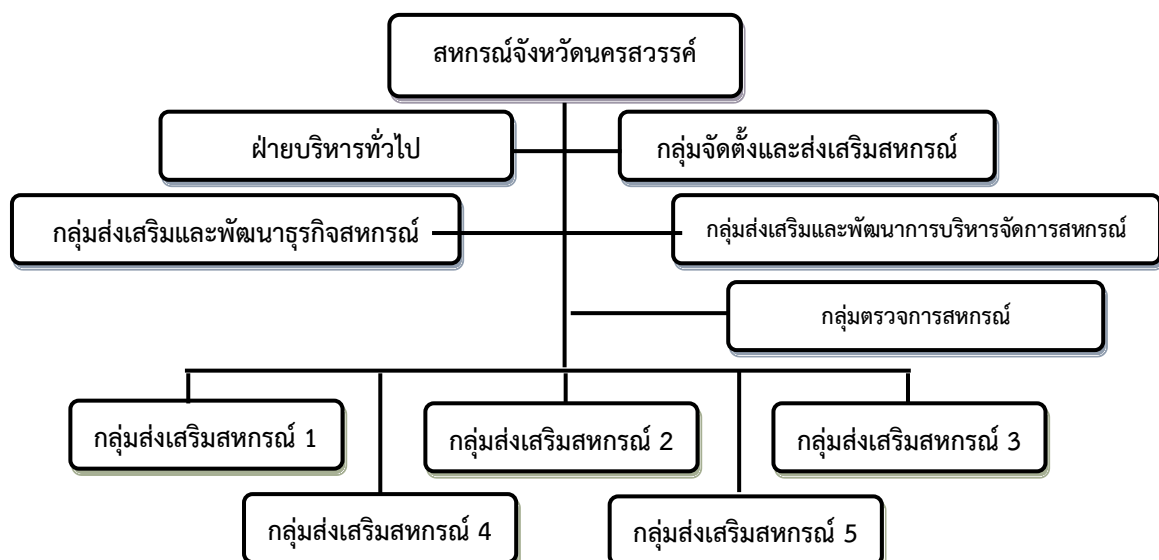 สหกรณ์จังหวัดนครสวรรค์
ฝ่ายบริหารทั่วไป
กลุ่มจัดตั้งและส่งเสริมสหกรณ์
กลุ่มส่งเสริมและพัฒนาธุรกิจสหกรณ์
กลุ่มส่งเสริมและพัฒนาการบริหารจัดการสหกรณ์
กลุ่มตรวจการสหกรณ์
กลุ่มส่งเสริมสหกรณ์ 1
กลุ่มส่งเสริมสหกรณ์ 2
กลุ่มส่งเสริมสหกรณ์ 3
กลุ่มส่งเสริมสหกรณ์ 4
กลุ่มส่งเสริมสหกรณ์ 5